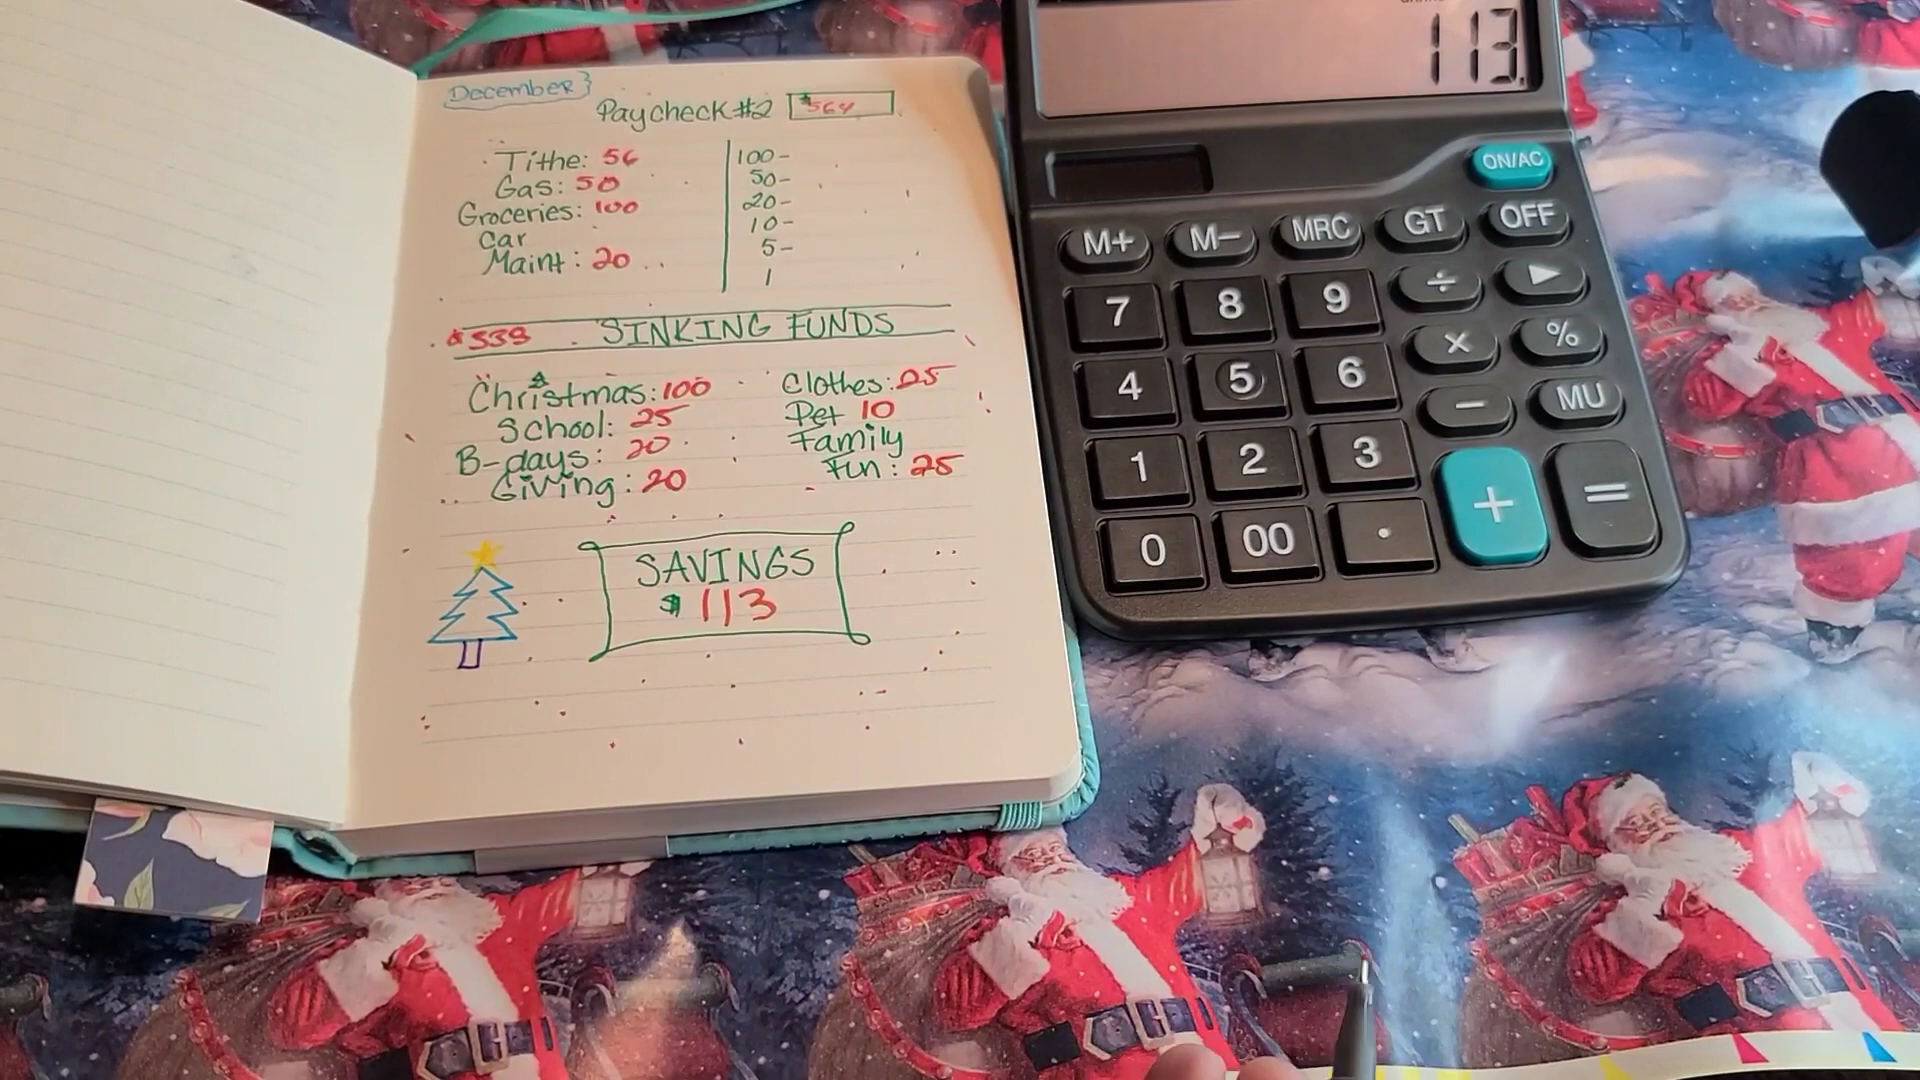 December
Paycheck #2 $564
Tithe: 56
Gas: 50
Groceries: 100
Car
Maint: 20
100-
50-
20-
10-
5-
1
$338 SINKING FUNDS
Christmas: 100
School: 25
B-days: 20
Giving: 20
Clothes: 25
Pet 10
Family
Fun: 25
SAVINGS
$113
113.
ON/AC
M+ M- MRC GT OFF
7 8 9 ÷ ▶
4 5 6 × %
1 2 3 - MU
0 00 . + =